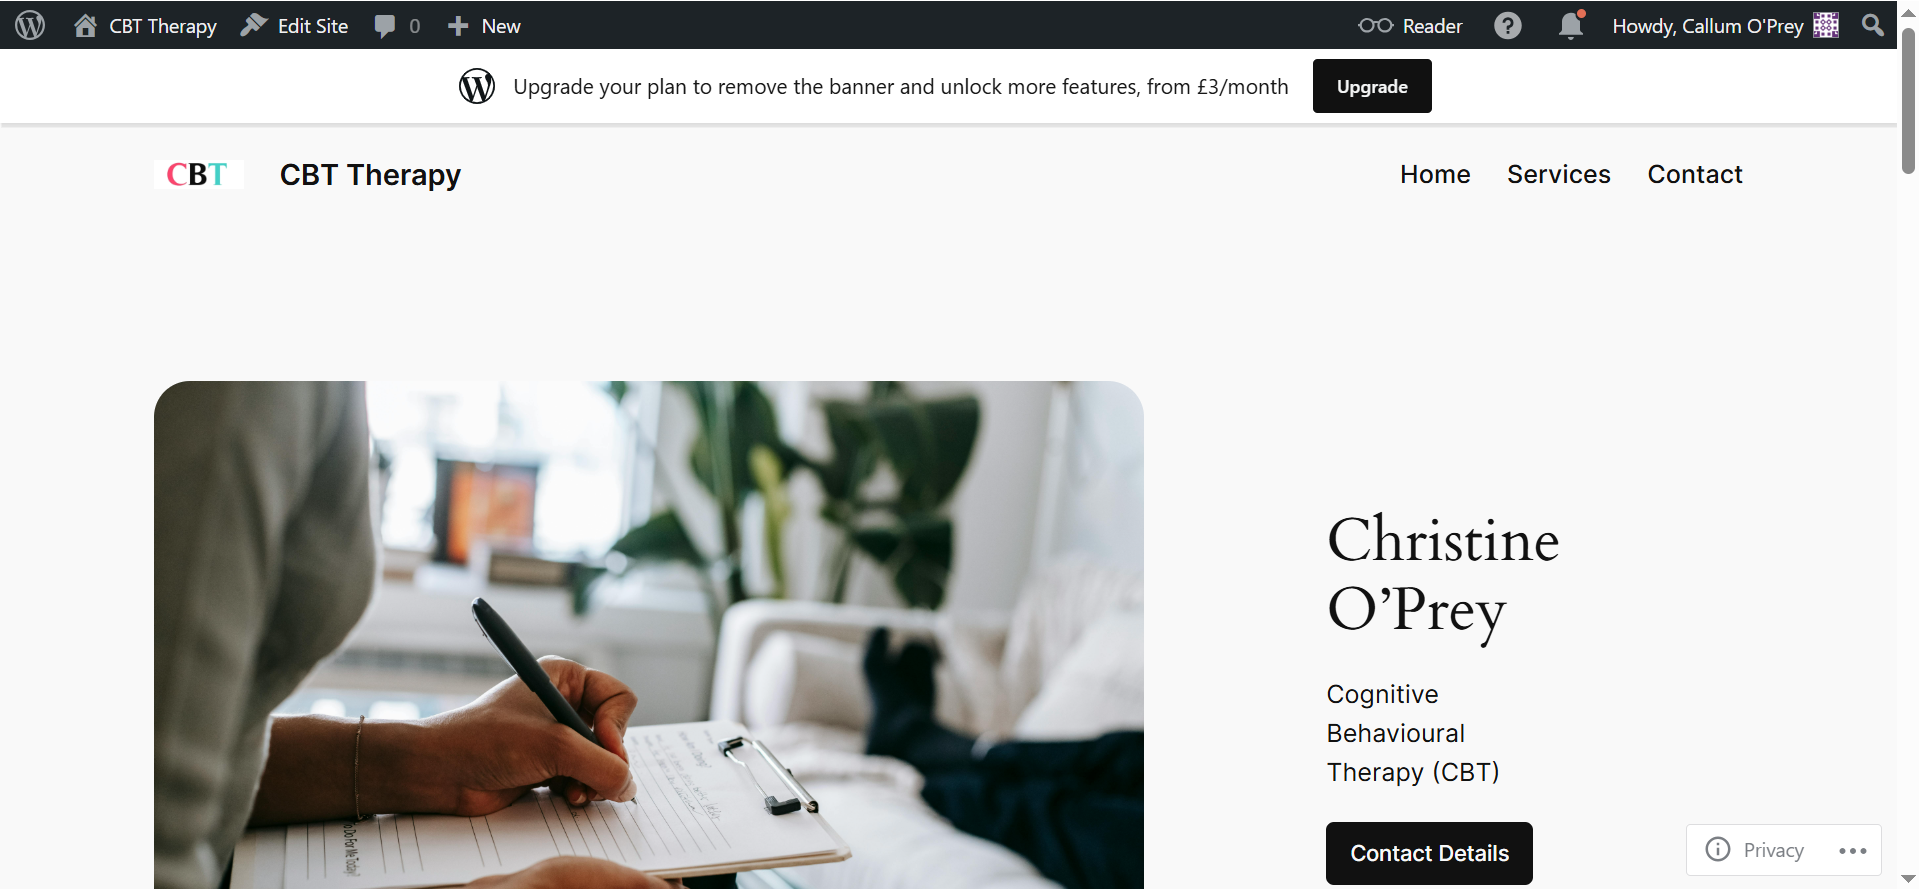 CBT Therapy
Edit Site
0
New
Reader
Howdy, Callum O'Prey
Upgrade your plan to remove the banner and unlock more features, from £3/month
Upgrade
CBT
CBT Therapy
Home
Services
Contact
Christine
O’Prey
Cognitive
Behavioural
Therapy (CBT)
Contact Details
Privacy